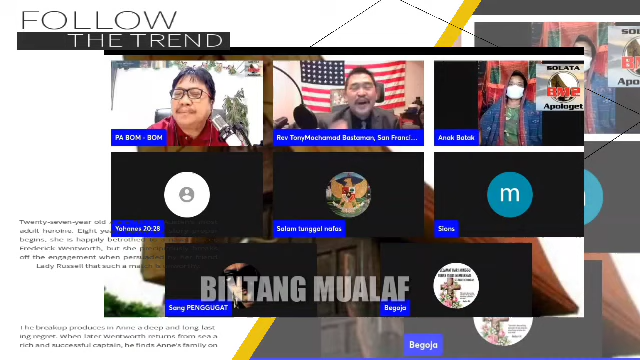 FOLLOW
THE TREND
SOLATA
BMZ
Apologet
PA BOM - BOM
Rev TonyMochamad Bastaman, San Franci...
Anak Batak
m
Yohanes 20:28
Salam tunggal nafas
Sions
Twenty-seven-year old
adult heroine. Eight
begins, she is happily betrothed
Frederick Wentworth, but she
off the engagement when persuaded
Lady Russell that such a match
BINTANG MUALAF
Sang PENGGUGAT
Begaja
The breakup produces in Anne a deep and long-last
ing regret. When later Wentworth returns from sea a
rich and successful captain, he finds Anne's family on
Begaja